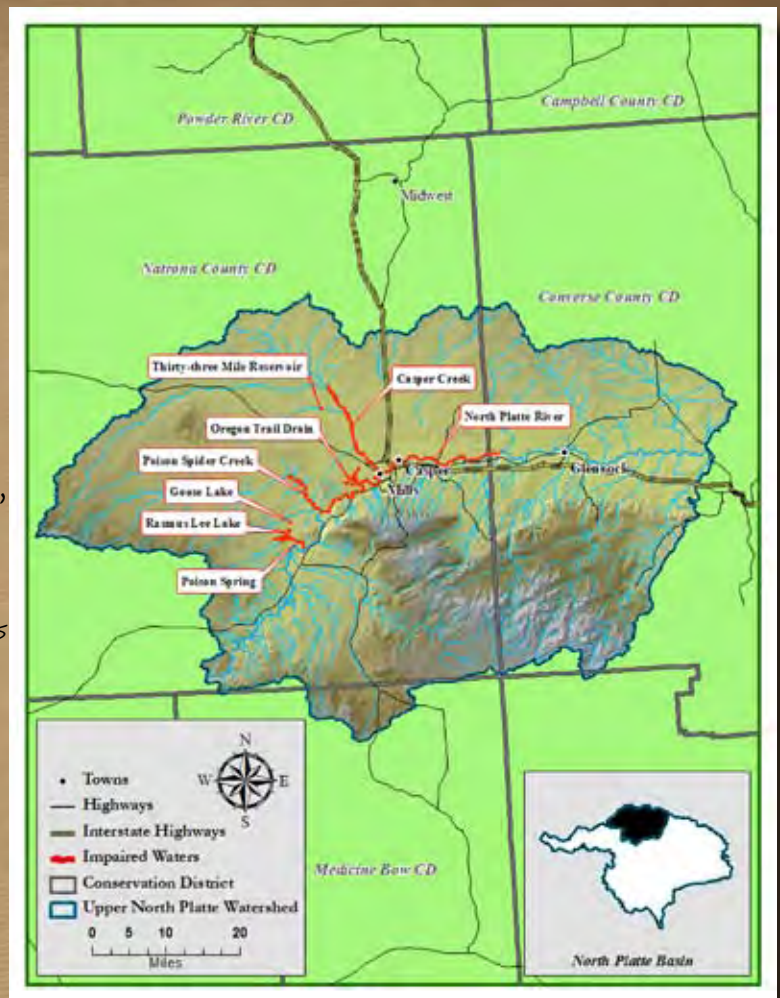 Powder River CD
Campbell County CD
Midwest
Natrona County CD
Converse County CD
Thirty-three Mile Reservoir
Casper Creek
Oregon Trail Drain
North Platte River
Poison Spider Creek
Casper
Glenrock
Mills
Goose Lake
Rasmus Lee Lake
Poison Spring
N
W
E
S
Towns
Highways
Interstate Highways
Impaired Waters
Conservation District
Upper North Platte Watershed
0 5 10 20
Miles
Medicine Bow CD
North Platte Basin